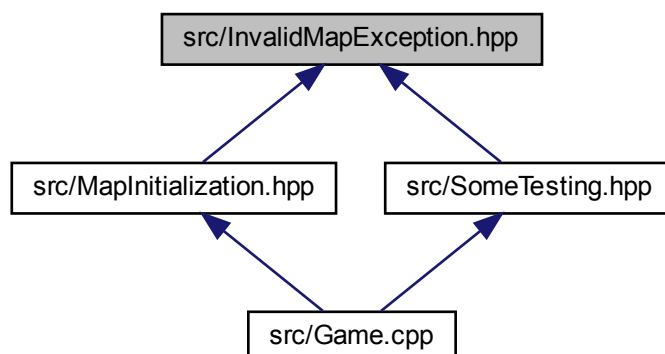 src/InvalidMapException.hpp
src/MapInitialization.hpp
src/SomeTesting.hpp
src/Game.cpp